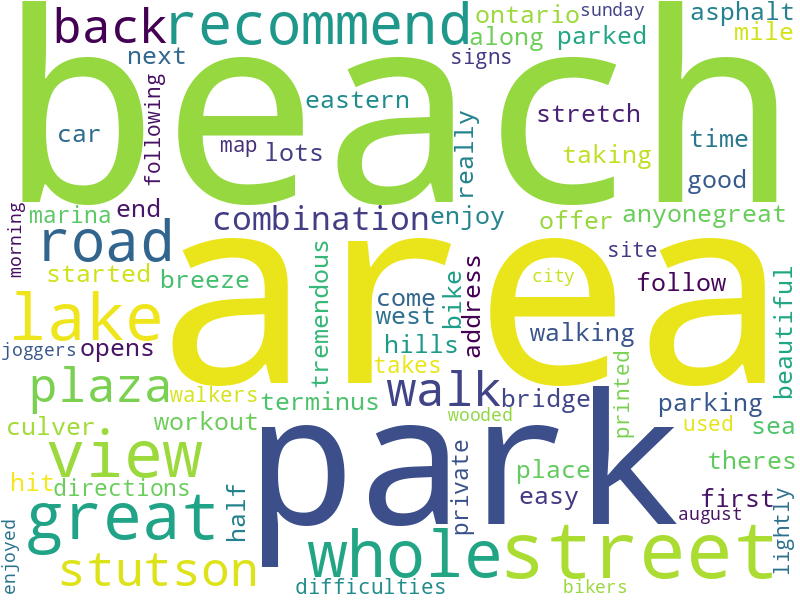 back
recommend
ontario
sunday
asphalt
along
parked
mile
next
signs
beach
eastern
following
car
map
lots
really
stretch
taking
time
good
morning
marina
end
combination
enjoy
offer
anyonegreat
road
area
site
started
breeze
tremendous
bike
address
city
follow
beautiful
come
lake
west
walking
joggers
opens
hills
takes
plaza
walkers
terminus
walk
bridge
printed
parking
wooded
culver
workout
park
used
sea
view
place
theres
hit
directions
private
easy
first
great
half
august
lightly
enjoyed
whole
street
stutson
difficulties
bikers